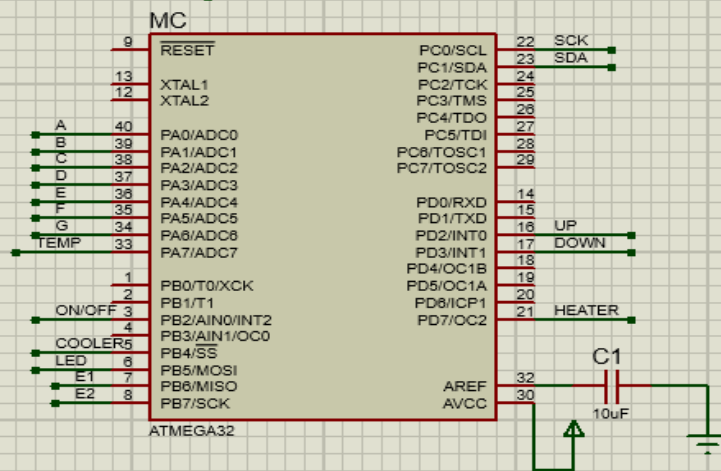 MC
9 RESET PC0/SCL 22 SCK
PC1/SDA 23 SDA
13 XTAL1 PC2/TCK 24
12 XTAL2 PC3/TMS 25
PC4/TDO 26
A 40 PA0/ADC0 PC5/TDI 27
B 39 PA1/ADC1 PC6/TOSC1 28
C 38 PA2/ADC2 PC7/TOSC2 29
D 37 PA3/ADC3
E 36 PA4/ADC4 PD0/RXD 14
F 35 PA5/ADC5 PD1/TXD 15
G 34 PA6/ADC6 PD2/INT0 16 UP
TEMP 33 PA7/ADC7 PD3/INT1 17 DOWN
PD4/OC1B 18
1 PB0/T0/XCK PD5/OC1A 19
2 PB1/T1 PD6/ICP1 20
ON/OFF 3 PB2/AIN0/INT2 PD7/OC2 21 HEATER
4 PB3/AIN1/OC0
COOLER 5 PB4/SS
LED 6 PB5/MOSI
E1 7 PB6/MISO AREF 32
E2 8 PB7/SCK AVCC 30
C1
10uF
ATMEGA32